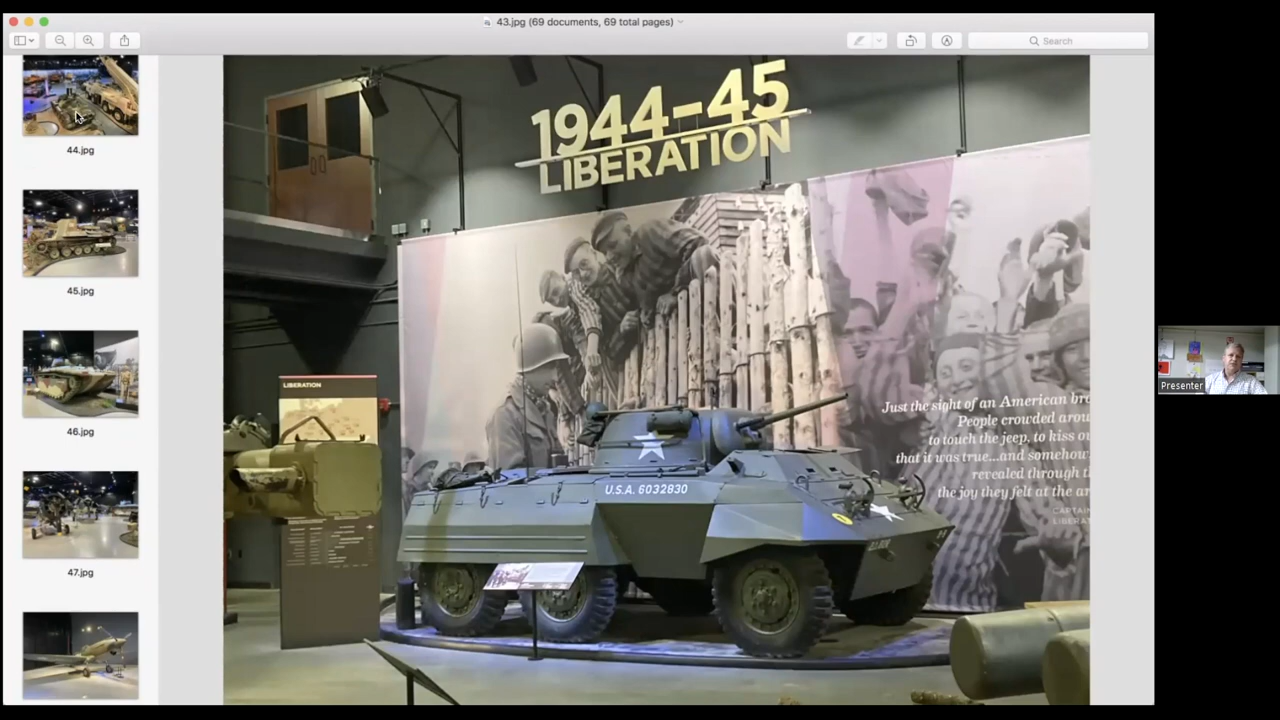 43.jpg (69 documents, 69 total pages)
Search
44.jpg
45.jpg
46.jpg
47.jpg
1944-45
LIBERATION
LIBERATION
Just the sight of an American
People crowded
to touch the jeep, to kiss
that it was true...and somehow
revealed through
the joy they felt at the
CAPTAIN
U.S.A. 6032830
Presenter